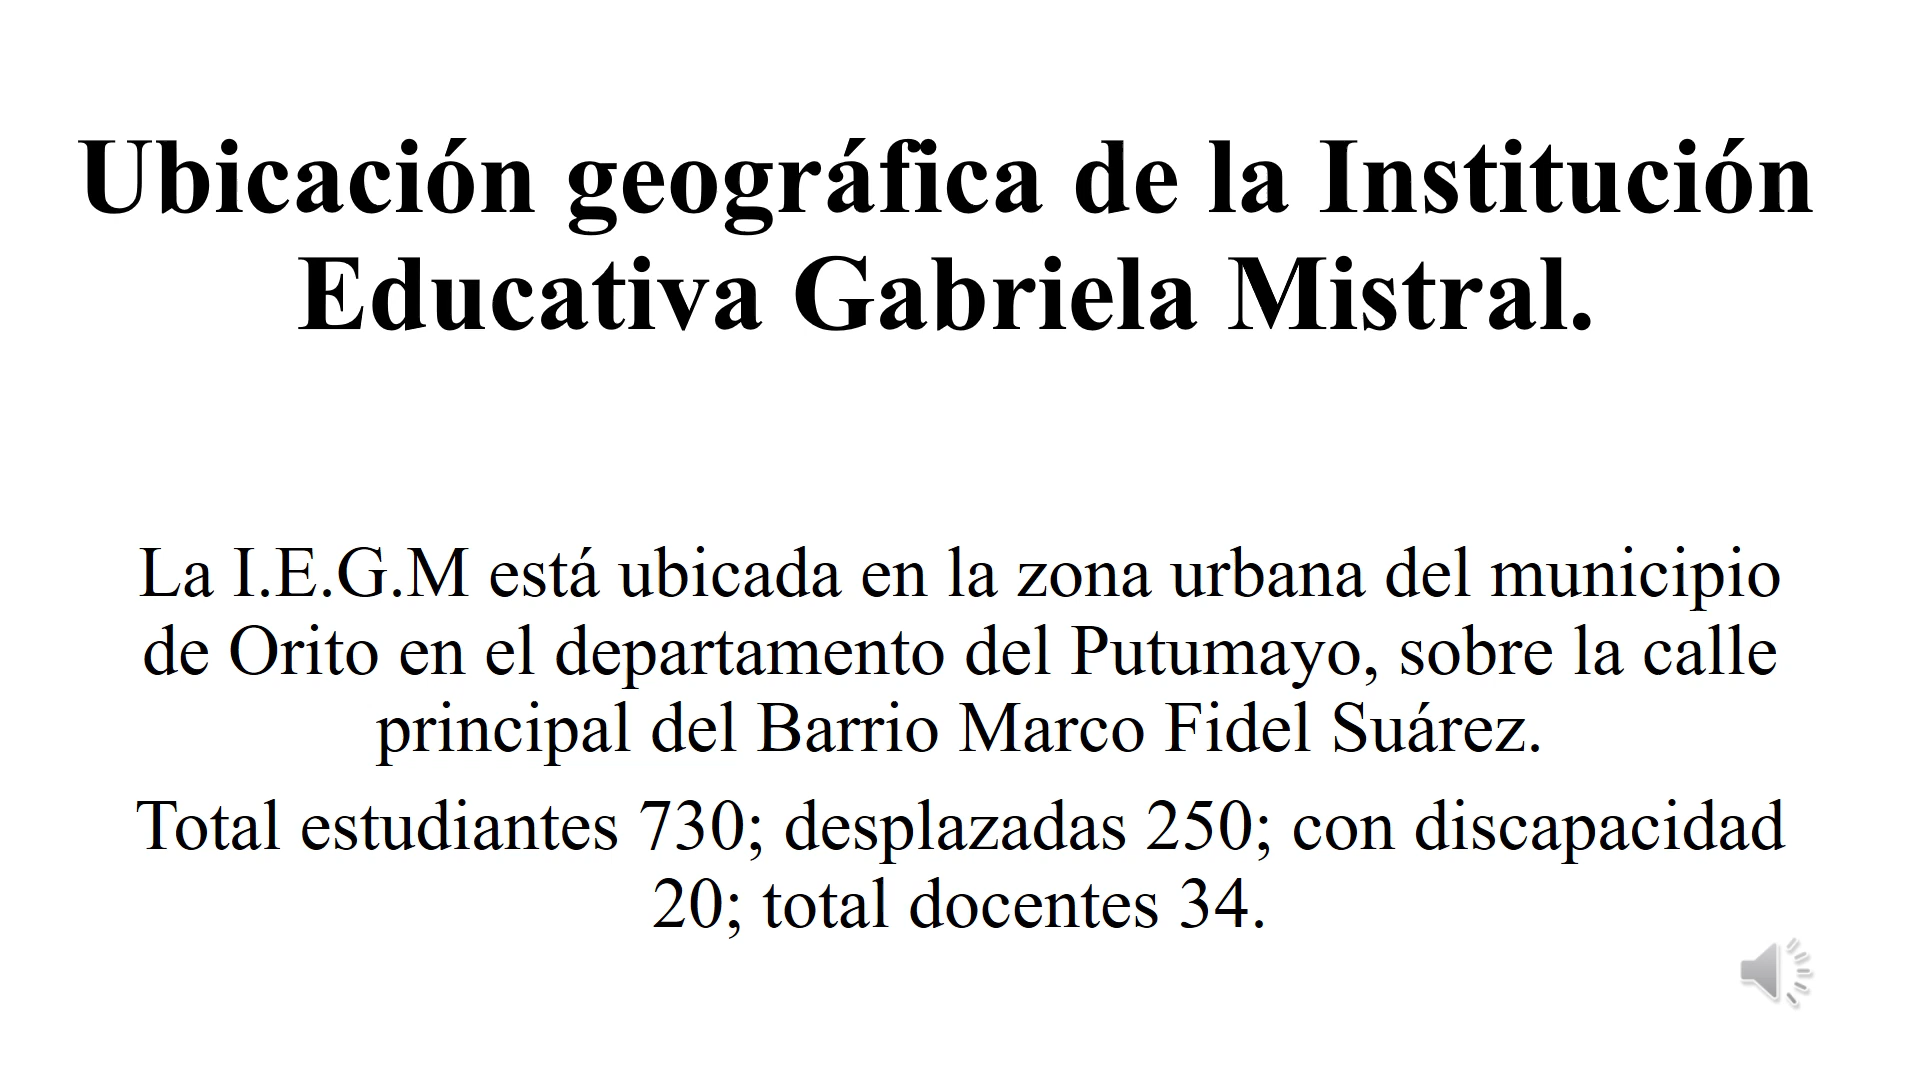 Ubicación geográfica de la Institución
Educativa Gabriela Mistral.
La I.E.G.M está ubicada en la zona urbana del municipio
de Orito en el departamento del Putumayo, sobre la calle
principal del Barrio Marco Fidel Suárez.
Total estudiantes 730; desplazadas 250; con discapacidad
20; total docentes 34.